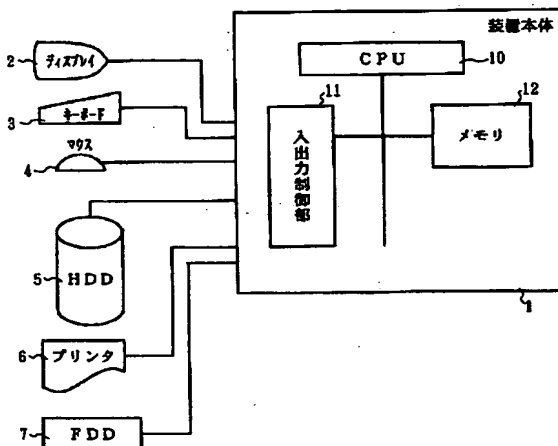 装置本体
1
CPU
10
11
入出力制御部
12
メモリ
2
ディスプレイ
3
キーボード
マウス
4
5
HDD
6
プリンタ
7
FDD